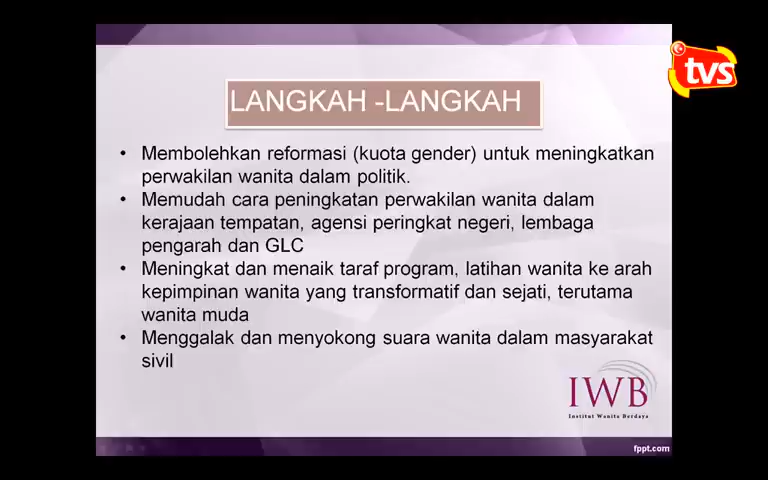 tvs
LANGKAH -LANGKAH
• Membolehkan reformasi (kuota gender) untuk meningkatkan
perwakilan wanita dalam politik.
• Memudah cara peningkatan perwakilan wanita dalam
kerajaan tempatan, agensi peringkat negeri, lembaga
pengarah dan GLC
• Meningkat dan menaik taraf program, latihan wanita ke arah
kepimpinan wanita yang transformatif dan sejati, terutama
wanita muda
• Menggalak dan menyokong suara wanita dalam masyarakat
sivil
IWB
Institut Wanita Berdaya
fppt.com